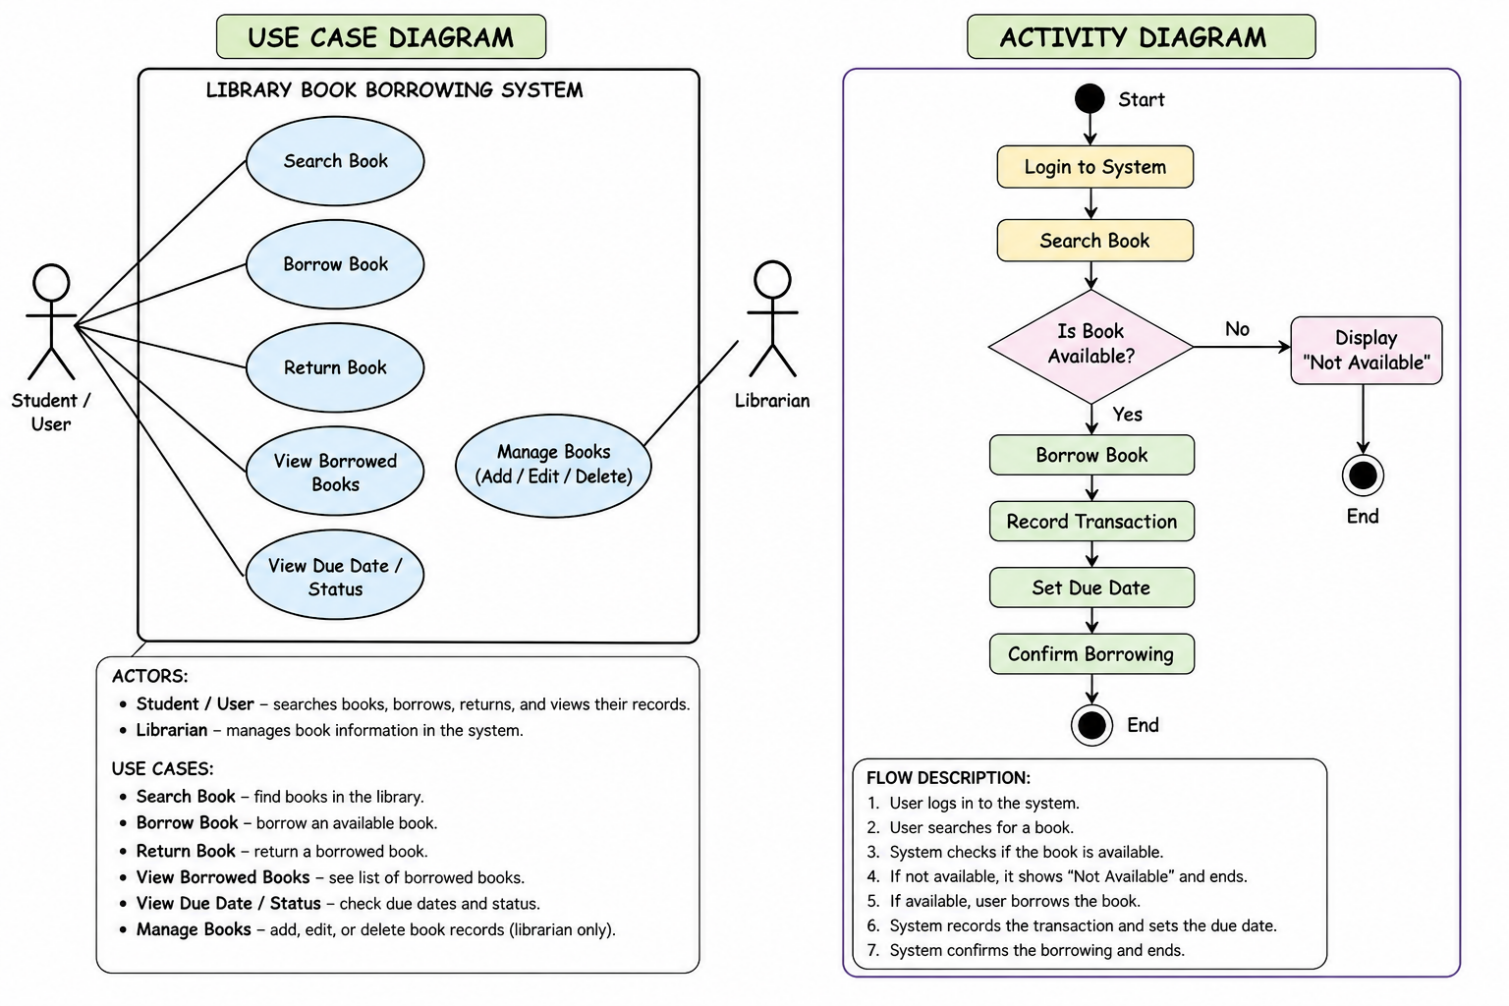 USE CASE DIAGRAM
LIBRARY BOOK BORROWING SYSTEM
Search Book
Borrow Book
Return Book
View Borrowed
Books
View Due Date /
Status
Manage Books
(Add / Edit / Delete)
Student /
User
Librarian
ACTORS:
• Student / User – searches books, borrows, returns, and views their records.
• Librarian – manages book information in the system.
USE CASES:
• Search Book – find books in the library.
• Borrow Book – borrow an available book.
• Return Book – return a borrowed book.
• View Borrowed Books – see list of borrowed books.
• View Due Date / Status – check due dates and status.
• Manage Books – add, edit, or delete book records (librarian only).
ACTIVITY DIAGRAM
Start
Login to System
Search Book
Is Book
Available?
No
Display
"Not Available"
End
Yes
Borrow Book
Record Transaction
Set Due Date
Confirm Borrowing
End
FLOW DESCRIPTION:
1. User logs in to the system.
2. User searches for a book.
3. System checks if the book is available.
4. If not available, it shows “Not Available” and ends.
5. If available, user borrows the book.
6. System records the transaction and sets the due date.
7. System confirms the borrowing and ends.